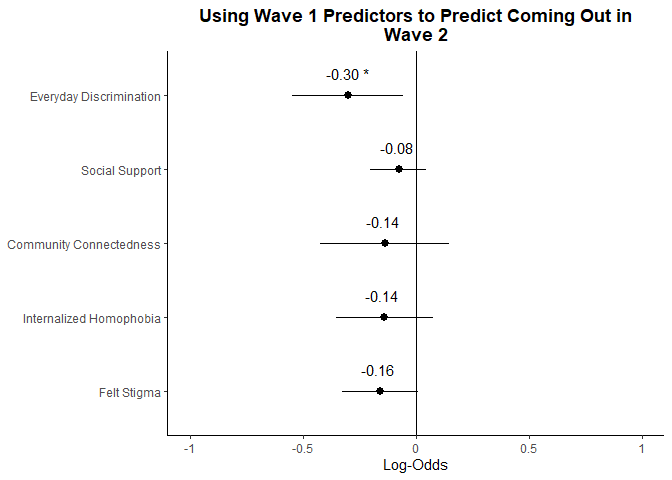 Using Wave 1 Predictors to Predict Coming Out in
Wave 2
-0.30 *
Everyday Discrimination
-0.08
Social Support
-0.14
Community Connectedness
-0.14
Internalized Homophobia
-0.16
Felt Stigma
-1
-0.5
0
0.5
1
Log-Odds